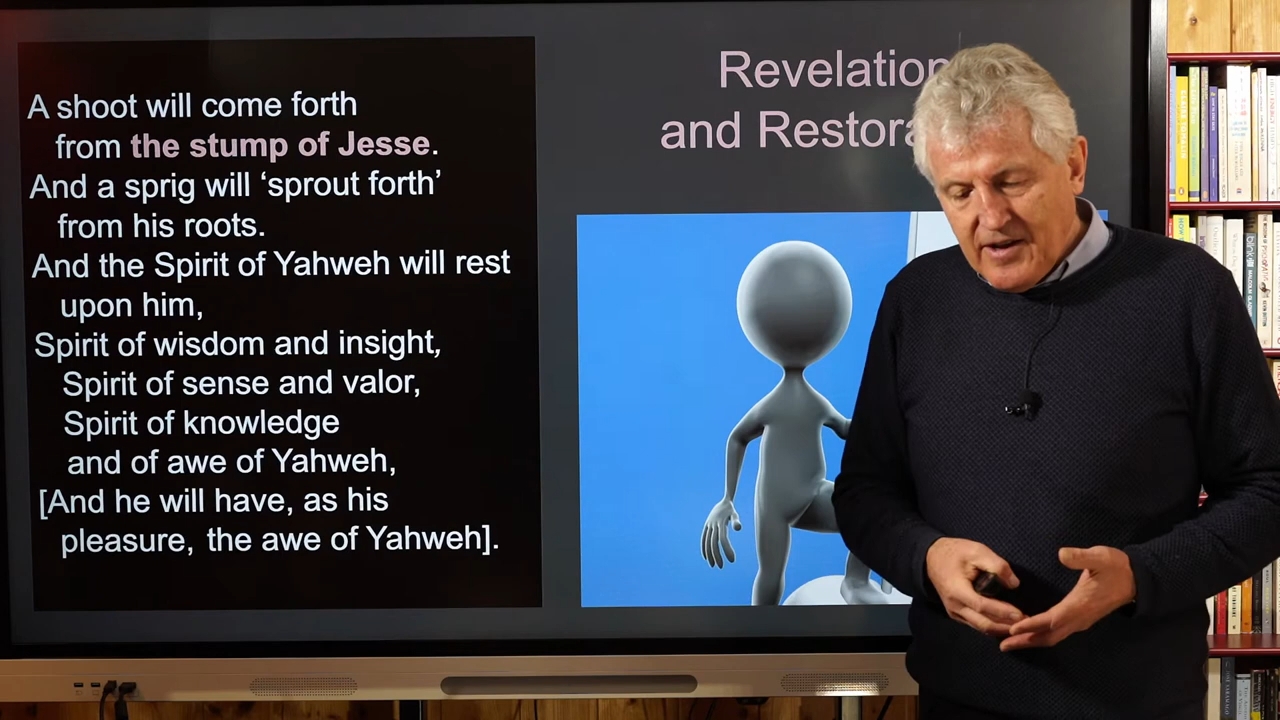 A shoot will come forth
from the stump of Jesse.
And a sprig will ‘sprout forth’
from his roots.
And the Spirit of Yahweh will rest
upon him,
Spirit of wisdom and insight,
Spirit of sense and valor,
Spirit of knowledge
and of awe of Yahweh,
[And he will have, as his
pleasure, the awe of Yahweh].
Revelation
and Restora
blink